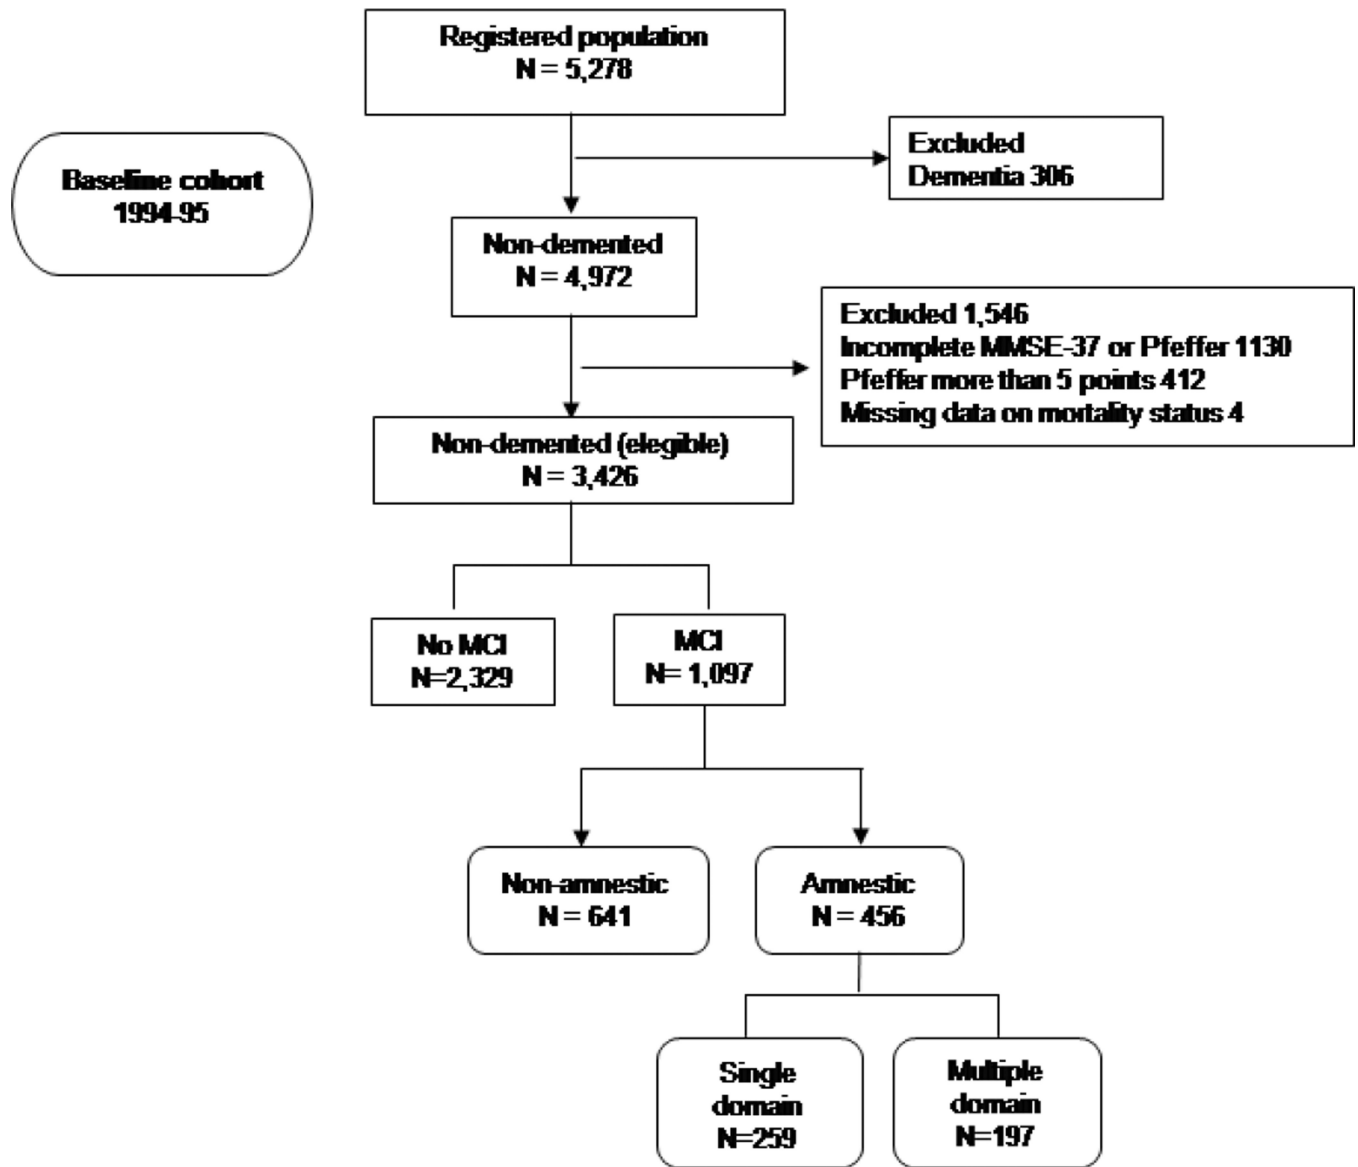 Registered population
N = 5,278
Baseline cohort
1994-95
Excluded
Dementia 306
Non-demented
N = 4,972
Excluded 1,546
Incomplete MMSE-37 or Pfeffer 1130
Pfeffer more than 5 points 412
Missing data on mortality status 4
Non-demented (elegible)
N = 3,426
No MCI
N=2,329
MCI
N= 1,097
Non-amnestic
N = 641
Amnestic
N = 456
Single
domain
N=259
Multiple
domain
N=197